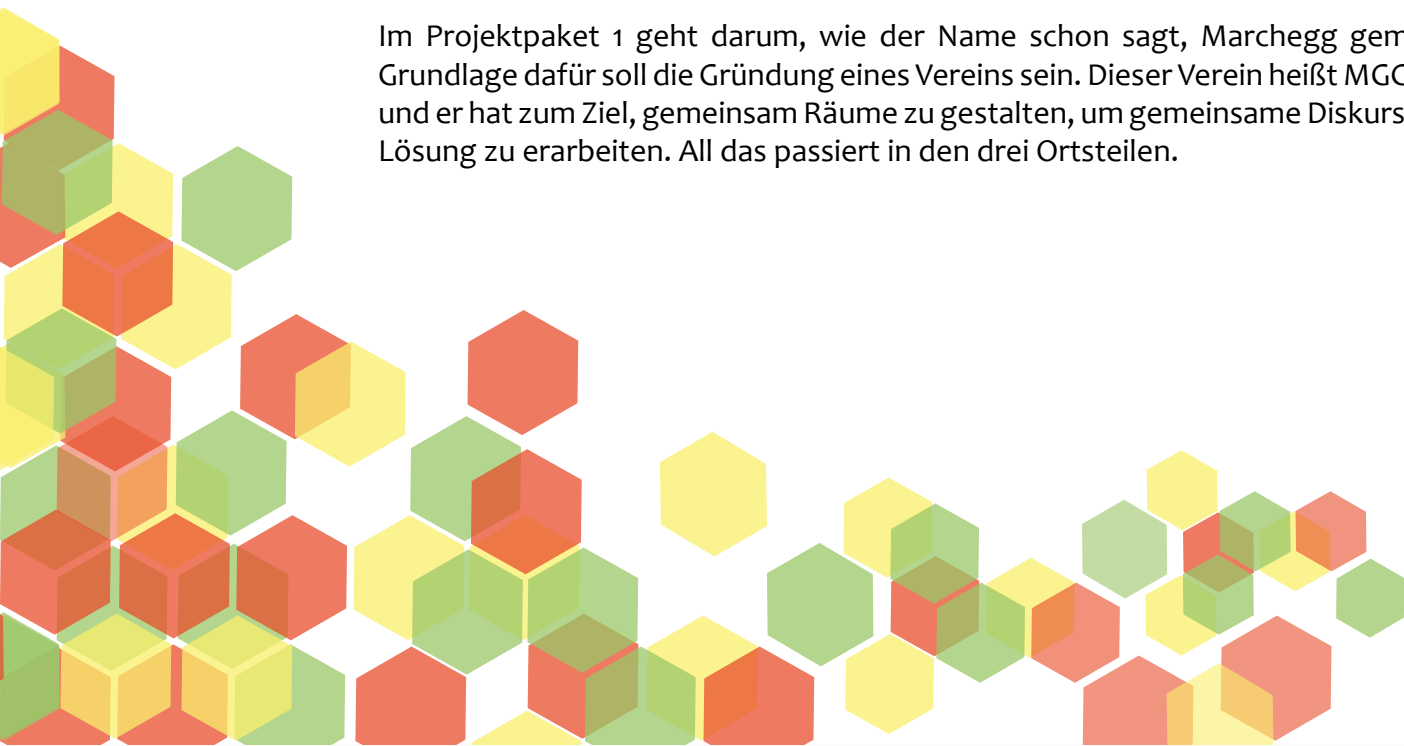 Im Projektpaket 1 geht darum, wie der Name schon sagt, Marchegg gem
Grundlage dafür soll die Gründung eines Vereins sein. Dieser Verein heißt MGG
und er hat zum Ziel, gemeinsam Räume zu gestalten, um gemeinsame Diskurs
Lösung zu erarbeiten. All das passiert in den drei Ortsteilen.